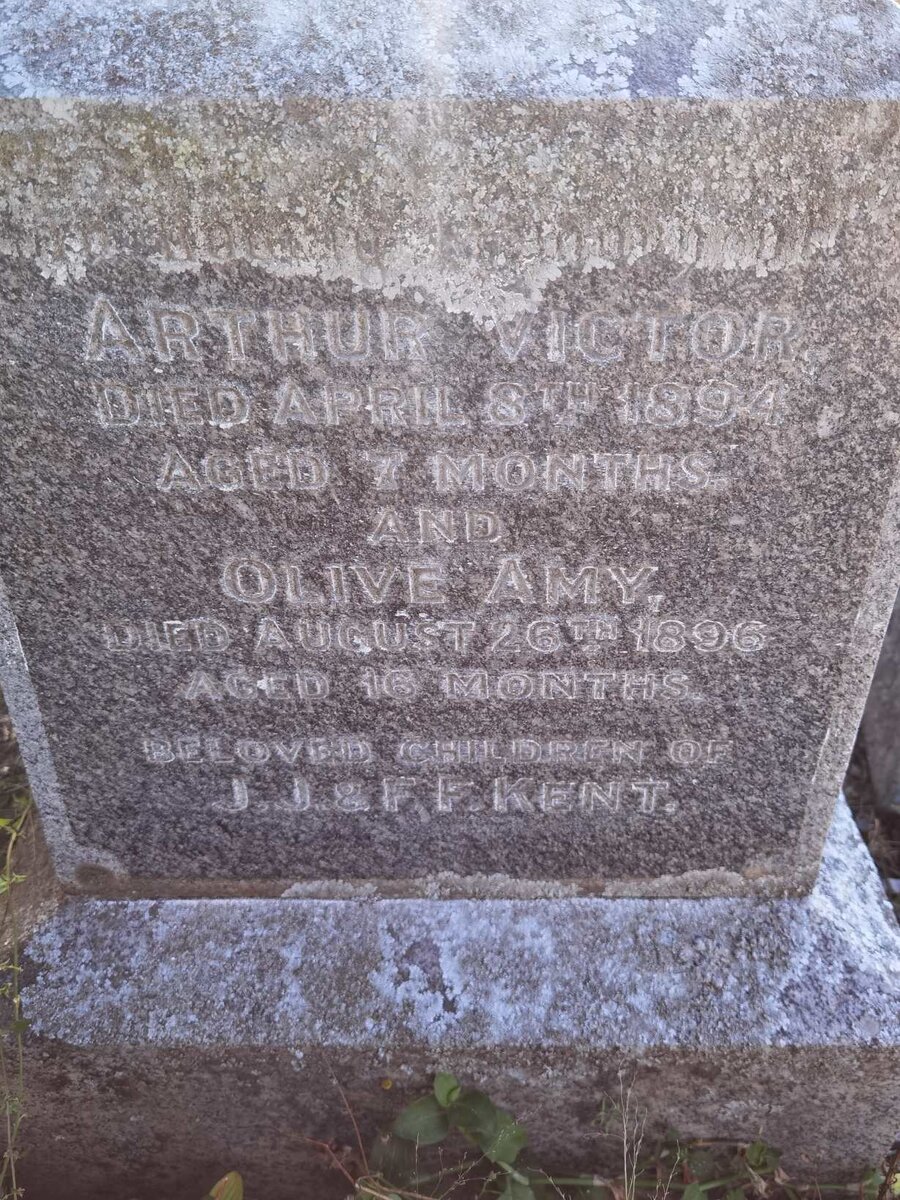 ARTHUR VICTOR,
DIED APRIL 8TH 1894
AGED 7 MONTHS.
AND
OLIVE AMY,
DIED AUGUST 26TH 1896
AGED 16 MONTHS.
BELOVED CHILDREN OF
J. J. & F. F. KENT.